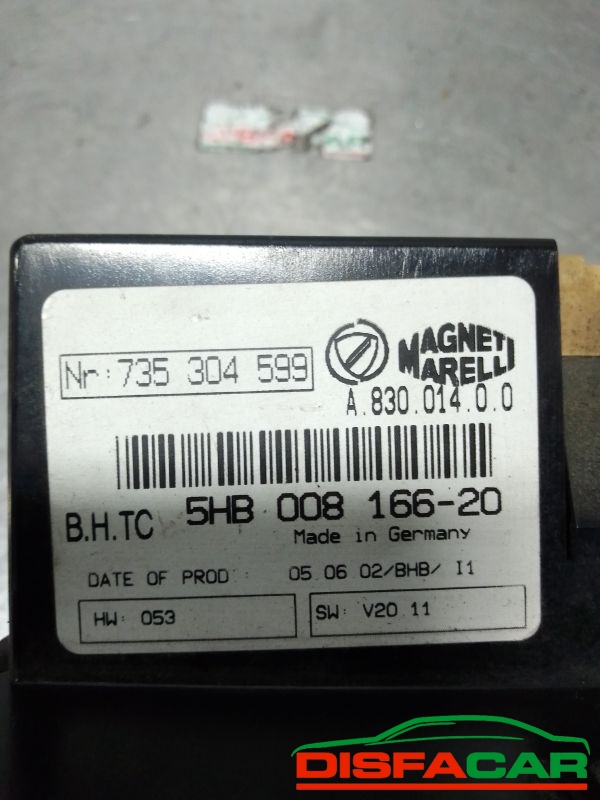 Nr: 735 304 599
MAGNETI
MARELLI
A.830.014.0.0
B.H.TC 5HB 008 166-20
Made in Germany
DATE OF PROD : 05 06 02/BHB/ I1
HW: 053
SW: V20 11
DISFACAR